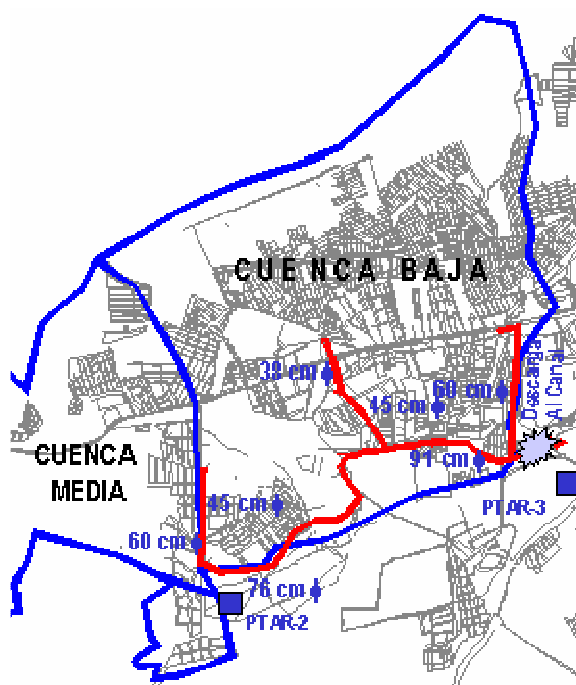 CUENCA BAJA
38 cm ϕ
45 cm ϕ
60 cm ϕ
Descarga
Al Canal
91 cm ϕ
CUENCA
MEDIA
45 cm ϕ
PTAR-3
60 cm ϕ
76 cm ϕ
PTAR-2